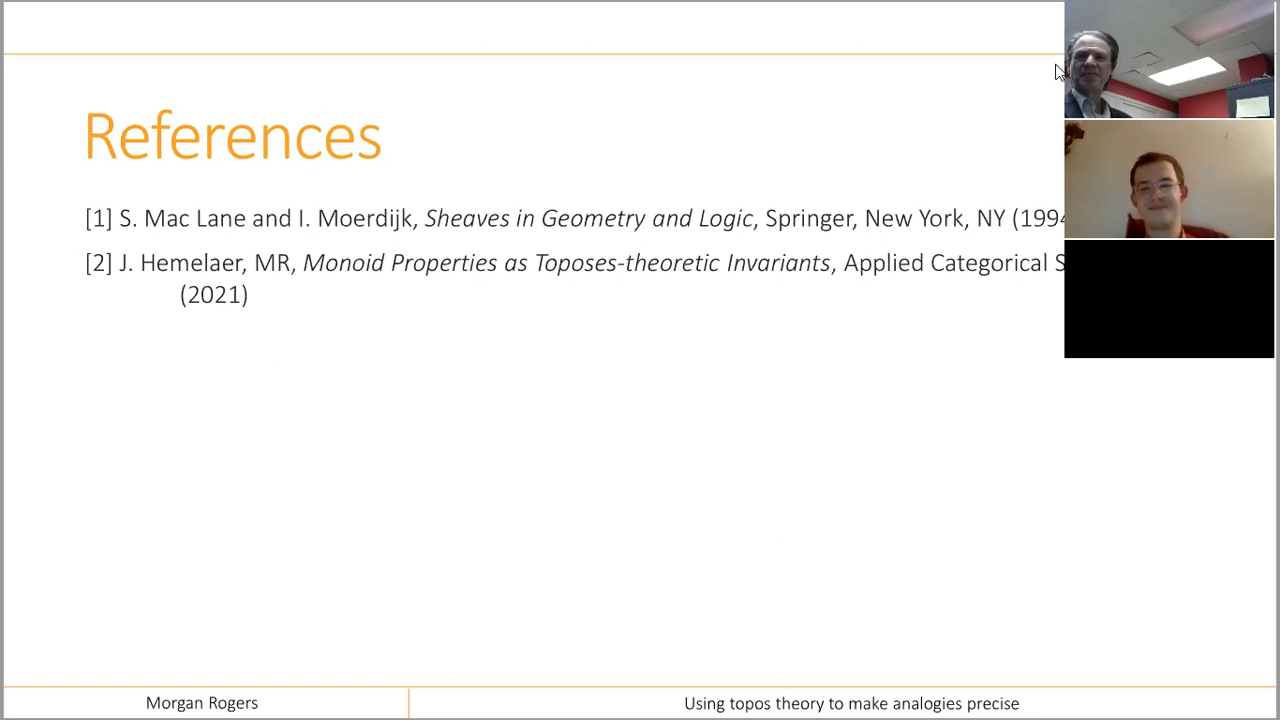 References
[1] S. Mac Lane and I. Moerdijk, Sheaves in Geometry and Logic, Springer, New York, NY (1994
[2] J. Hemelaer, MR, Monoid Properties as Toposes-theoretic Invariants, Applied Categorical S
(2021)
Morgan Rogers
Using topos theory to make analogies precise